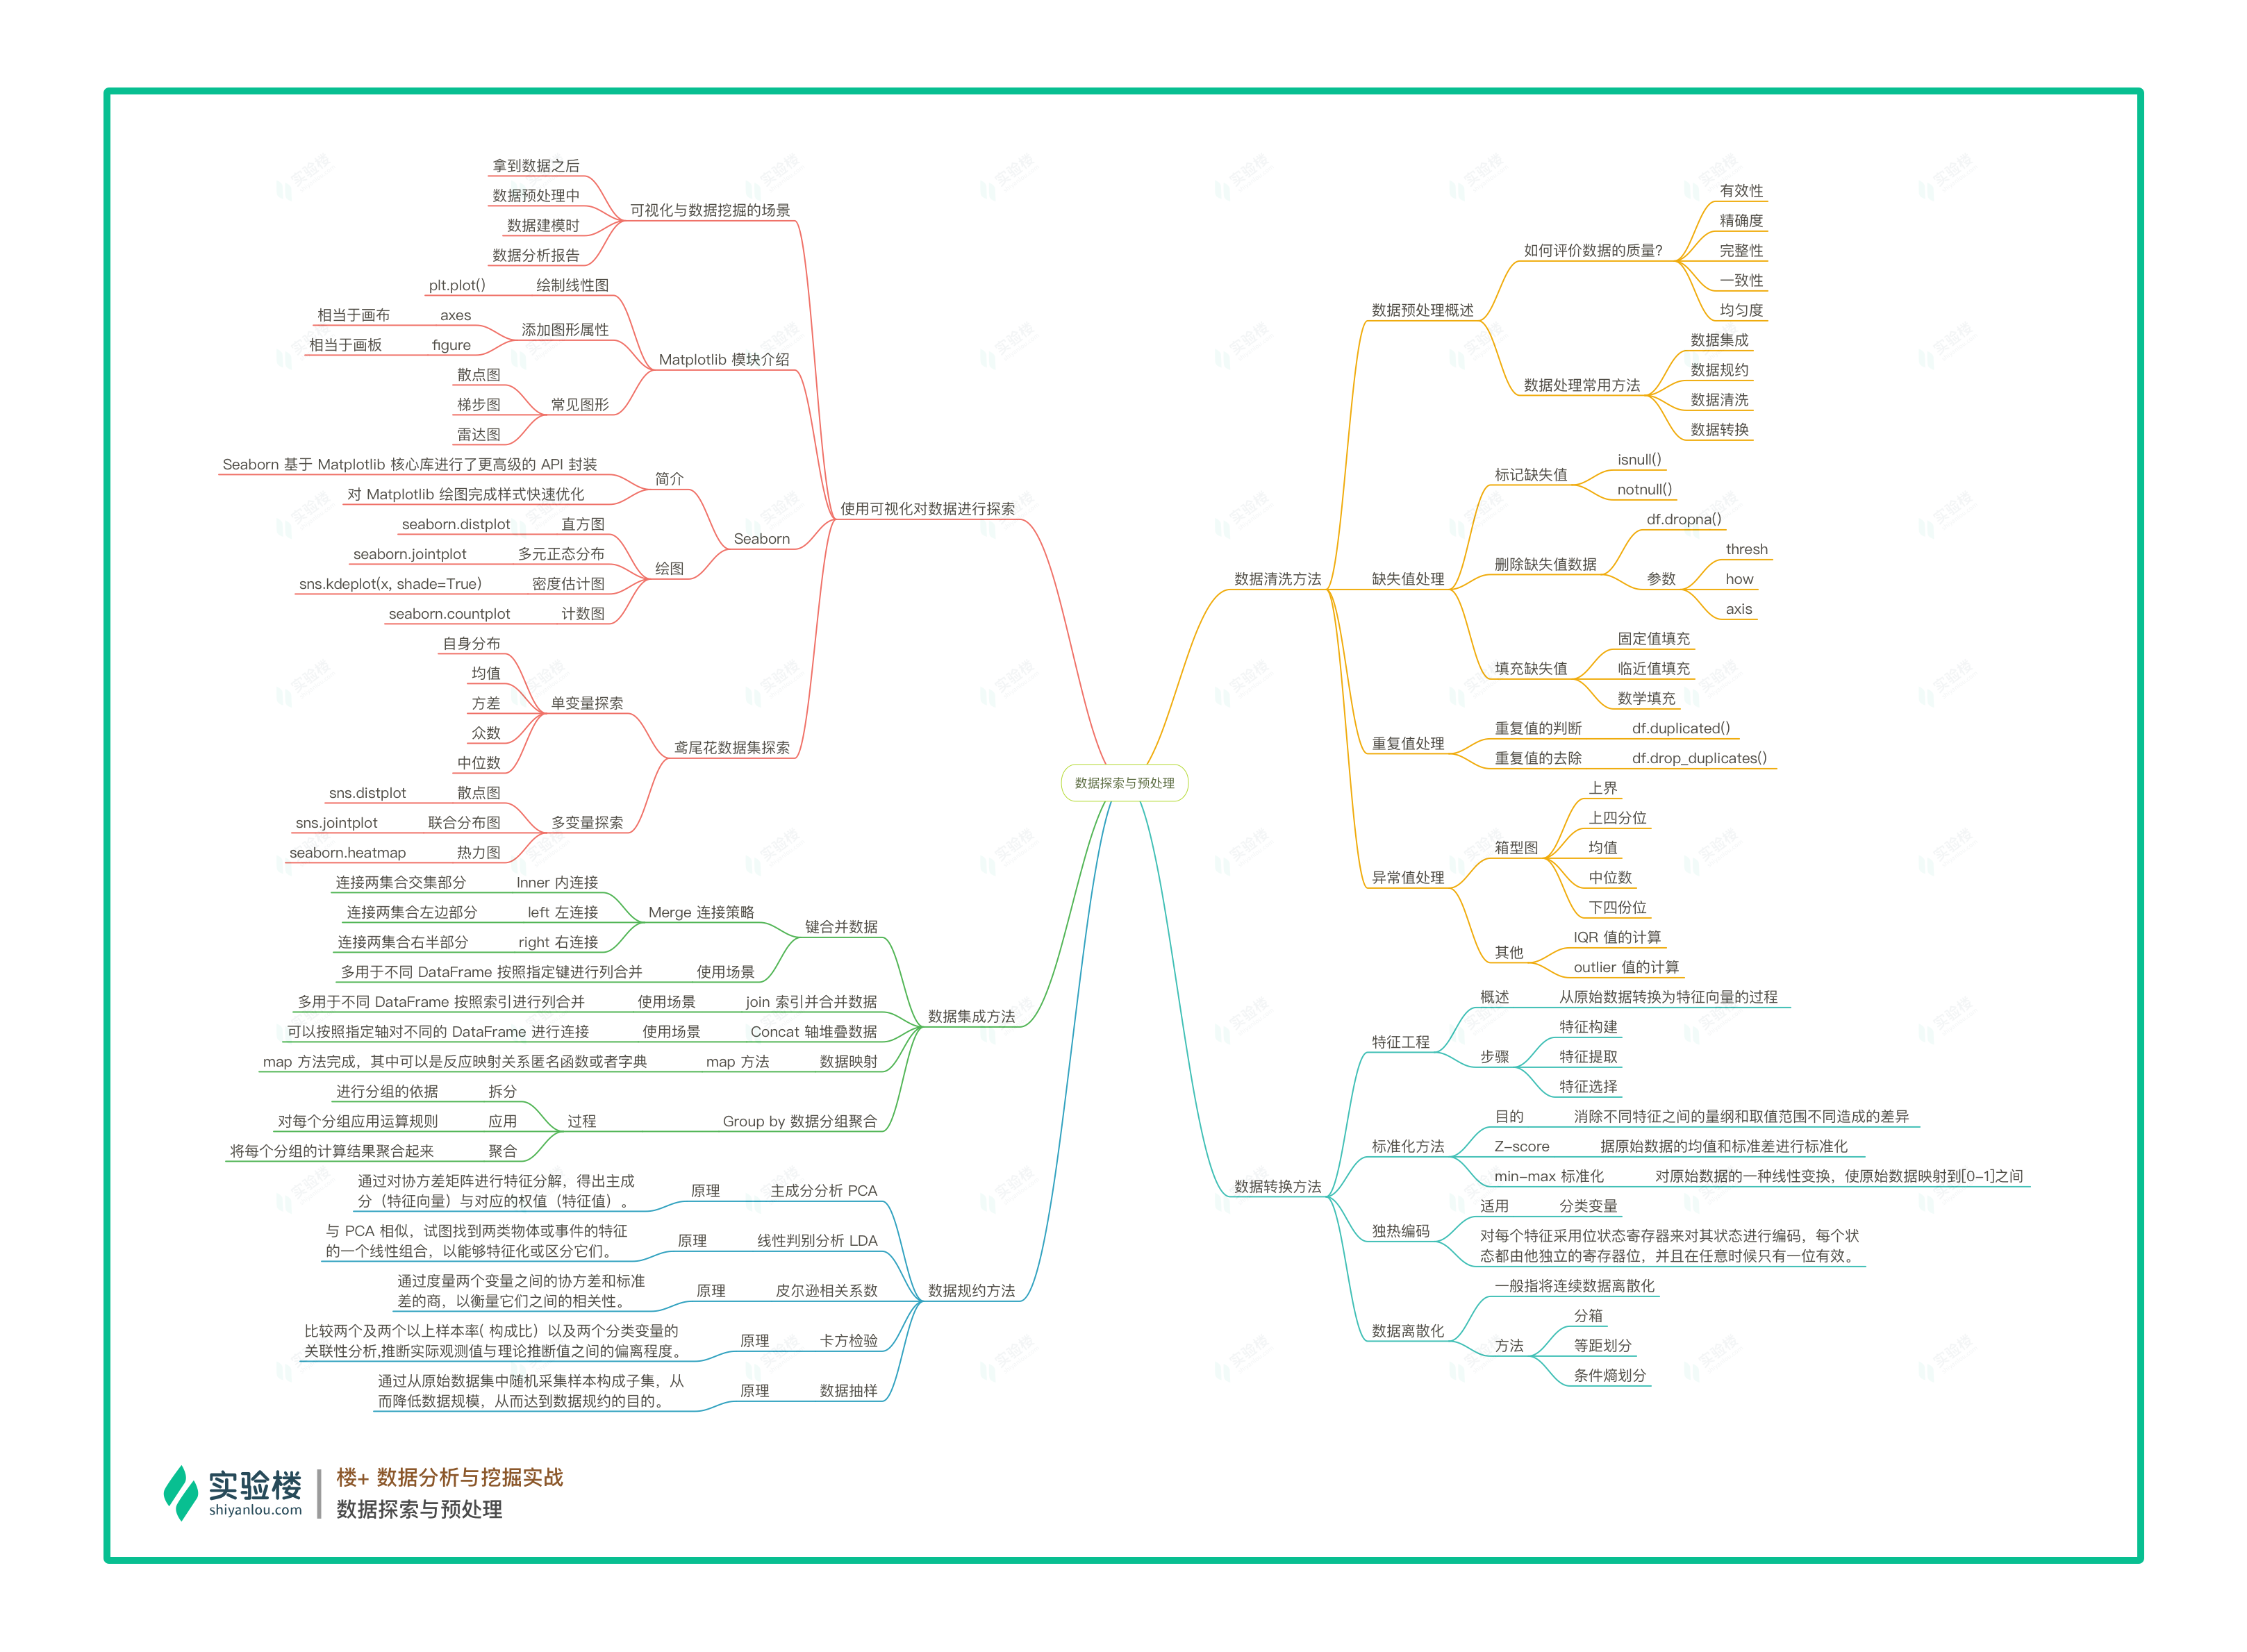 拿到数据之后
数据预处理中
数据建模时
数据分析报告
可视化与数据挖掘的场景
plt.plot()
绘制线性图
相当于画布
axes
相当于画板
figure
添加图形属性
散点图
梯步图
雷达图
常见图形
Matplotlib 模块介绍
Seaborn 基于 Matplotlib 核心库进行了更高级的 API 封装
对 Matplotlib 绘图完成样式快速优化
简介
seaborn.distplot
直方图
seaborn.jointplot
多元正态分布
sns.kdeplot(x, shade=True)
密度估计图
seaborn.countplot
计数图
绘图
Seaborn
自身分布
均值
方差
众数
中位数
单变量探索
sns.distplot
散点图
sns.jointplot
联合分布图
seaborn.heatmap
热力图
多变量探索
鸢尾花数据集探索
使用可视化对数据进行探索
连接两集合交集部分
Inner 内连接
连接两集合左边部分
left 左连接
连接两集合右半部分
right 右连接
Merge 连接策略
多用于不同 DataFrame 按照指定键进行列合并
使用场景
键合并数据
多用于不同 DataFrame 按照索引进行列合并
使用场景
join 索引并合并数据
可以按照指定轴对不同的 DataFrame 进行连接
使用场景
Concat 轴堆叠数据
map 方法完成，其中可以是反应映射关系匿名函数或者字典
map 方法
数据映射
进行分组的依据
拆分
对每个分组应用运算规则
应用
将每个分组的计算结果聚合起来
聚合
过程
Group by 数据分组聚合
数据集成方法
通过对协方差矩阵进行特征分解，得出主成
分（特征向量）与对应的权值（特征值）。
原理
主成分分析 PCA
与 PCA 相似，试图找到两类物体或事件的特征
的一个线性组合，以能够特征化或区分它们。
原理
线性判别分析 LDA
通过度量两个变量之间的协方差和标准
差的商，以衡量它们之间的相关性。
原理
皮尔逊相关系数
比较两个及两个以上样本率( 构成比）以及两个分类变量的
关联性分析,推断实际观测值与理论推断值之间的偏离程度。
原理
卡方检验
通过从原始数据集中随机采集样本构成子集，从
而降低数据规模，从而达到数据规约的目的。
原理
数据抽样
数据规约方法
数据探索与预处理
数据清洗方法
数据预处理概述
如何评价数据的质量?
有效性
精确度
完整性
一致性
均匀度
数据处理常用方法
数据集成
数据规约
数据清洗
数据转换
缺失值处理
标记缺失值
isnull()
notnull()
删除缺失值数据
df.dropna()
参数
thresh
how
axis
填充缺失值
固定值填充
临近值填充
数学填充
重复值处理
重复值的判断
df.duplicated()
重复值的去除
df.drop_duplicates()
异常值处理
箱型图
上界
上四分位
均值
中位数
下四份位
其他
IQR 值的计算
outlier 值的计算
数据转换方法
特征工程
概述
从原始数据转换为特征向量的过程
步骤
特征构建
特征提取
特征选择
标准化方法
目的
消除不同特征之间的量纲和取值范围不同造成的差异
Z-score
据原始数据的均值和标准差进行标准化
min-max 标准化
对原始数据的一种线性变换，使原始数据映射到[0-1]之间
独热编码
适用
分类变量
对每个特征采用位状态寄存器来对其状态进行编码，每个状
态都由他独立的寄存器位，并且在任意时候只有一位有效。
数据离散化
一般指将连续数据离散化
方法
分箱
等距划分
条件熵划分
实验楼
shiyanlou.com
楼+ 数据分析与挖掘实战
数据探索与预处理